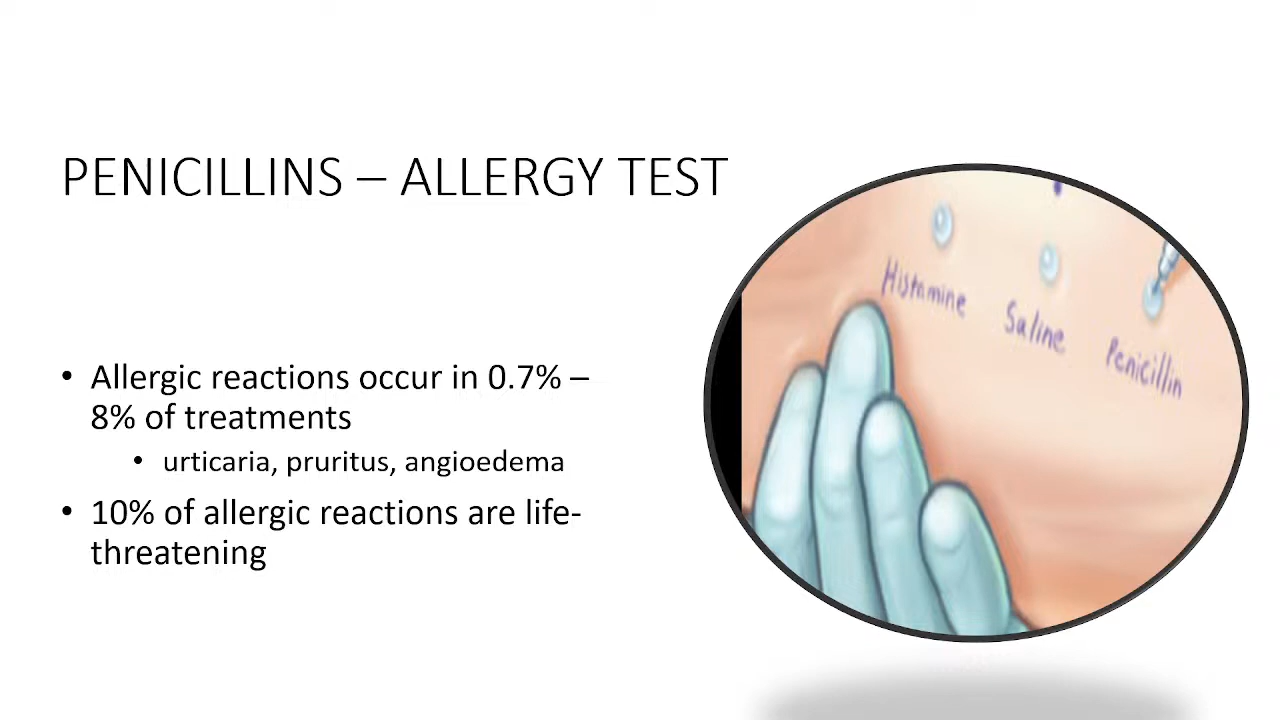 PENICILLINS – ALLERGY TEST
• Allergic reactions occur in 0.7% –
8% of treatments
• urticaria, pruritus, angioedema
• 10% of allergic reactions are life-
threatening
Histamine
Saline
Penicillin